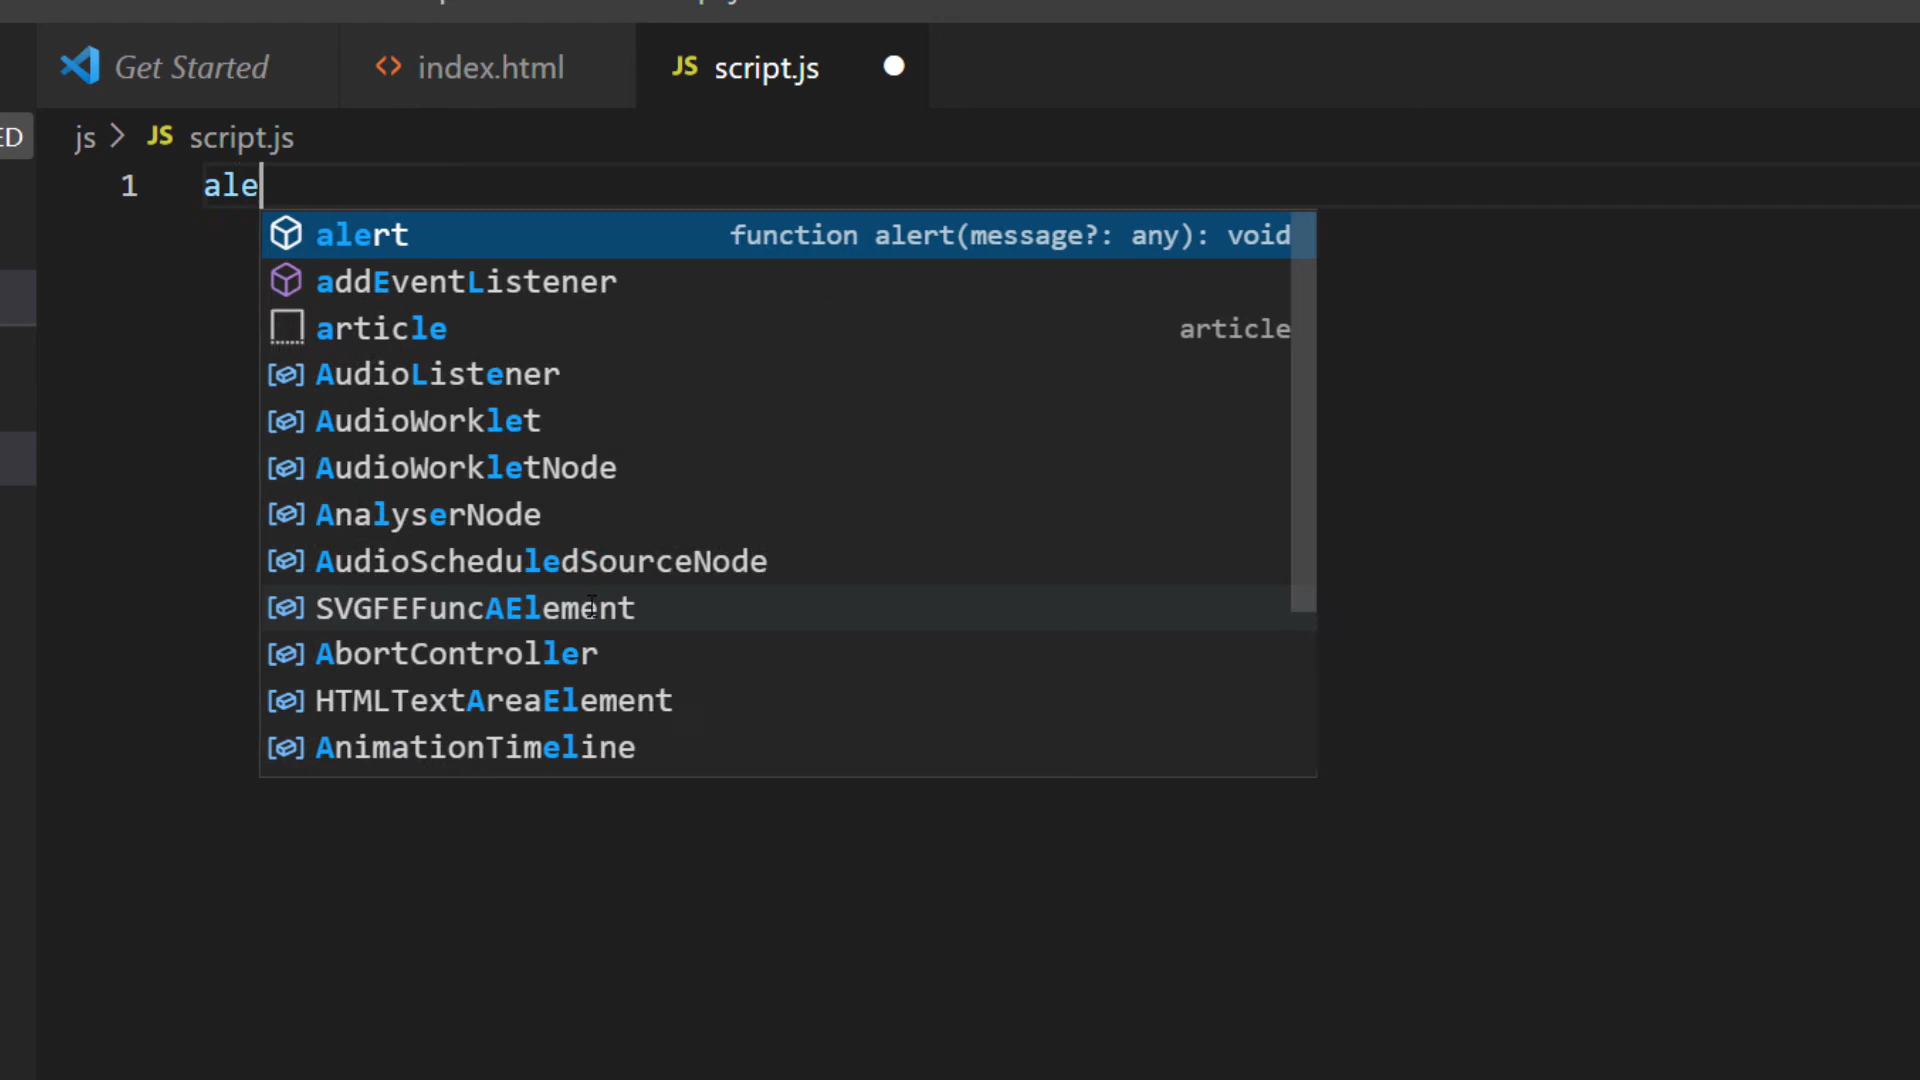 Get Started index.html JS script.js
ED js > JS script.js
1 ale
alert function alert(message?: any): void
addEventListener
article article
AudioListener
AudioWorklet
AudioWorkletNode
AnalyserNode
AudioScheduledSourceNode
SVGFEFuncAElement
AbortController
HTMLTextAreaElement
AnimationTimeline